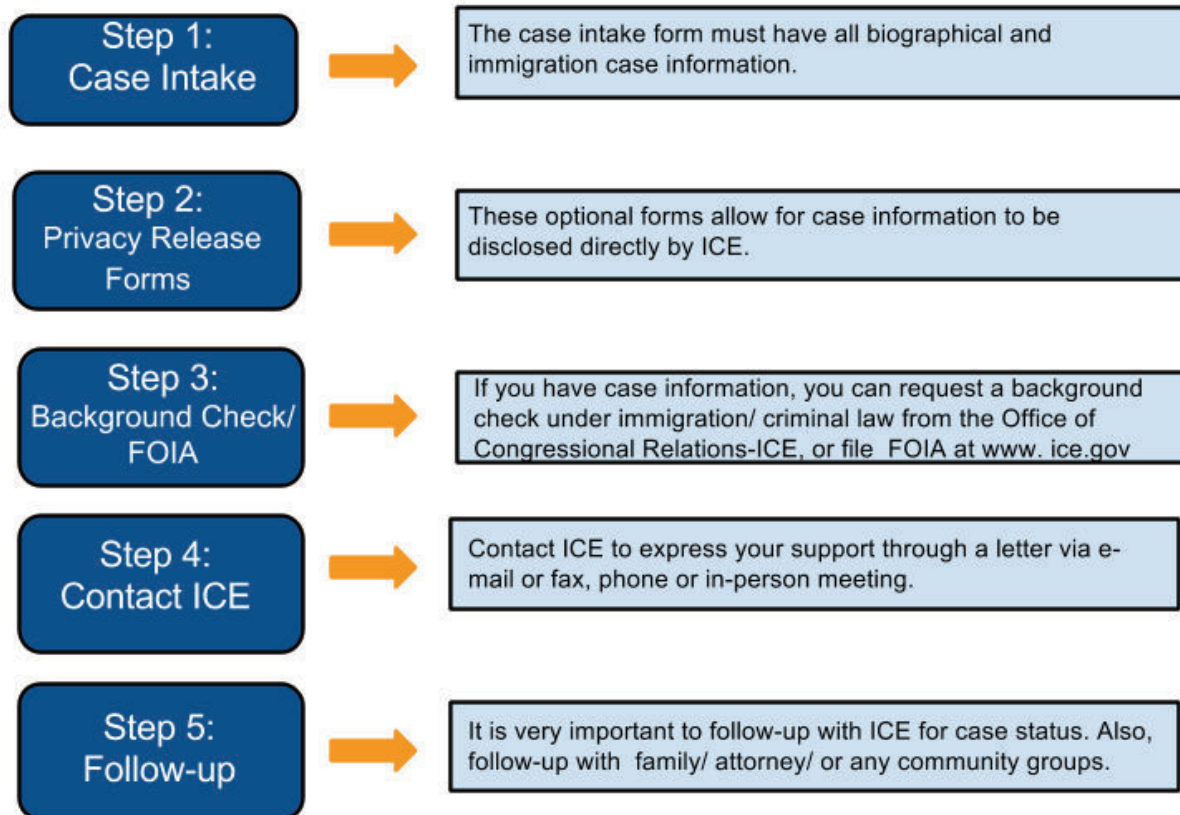 Step 1:
Case Intake
The case intake form must have all biographical and
immigration case information.
Step 2:
Privacy Release
Forms
These optional forms allow for case information to be
disclosed directly by ICE.
Step 3:
Background Check/
FOIA
If you have case information, you can request a background
check under immigration/ criminal law from the Office of
Congressional Relations-ICE, or file  FOIA at www. ice.gov
Step 4:
Contact ICE
Contact ICE to express your support through a letter via e-
mail or fax, phone or in-person meeting.
Step 5:
Follow-up
It is very important to follow-up with ICE for case status. Also,
follow-up with  family/ attorney/ or any community groups.